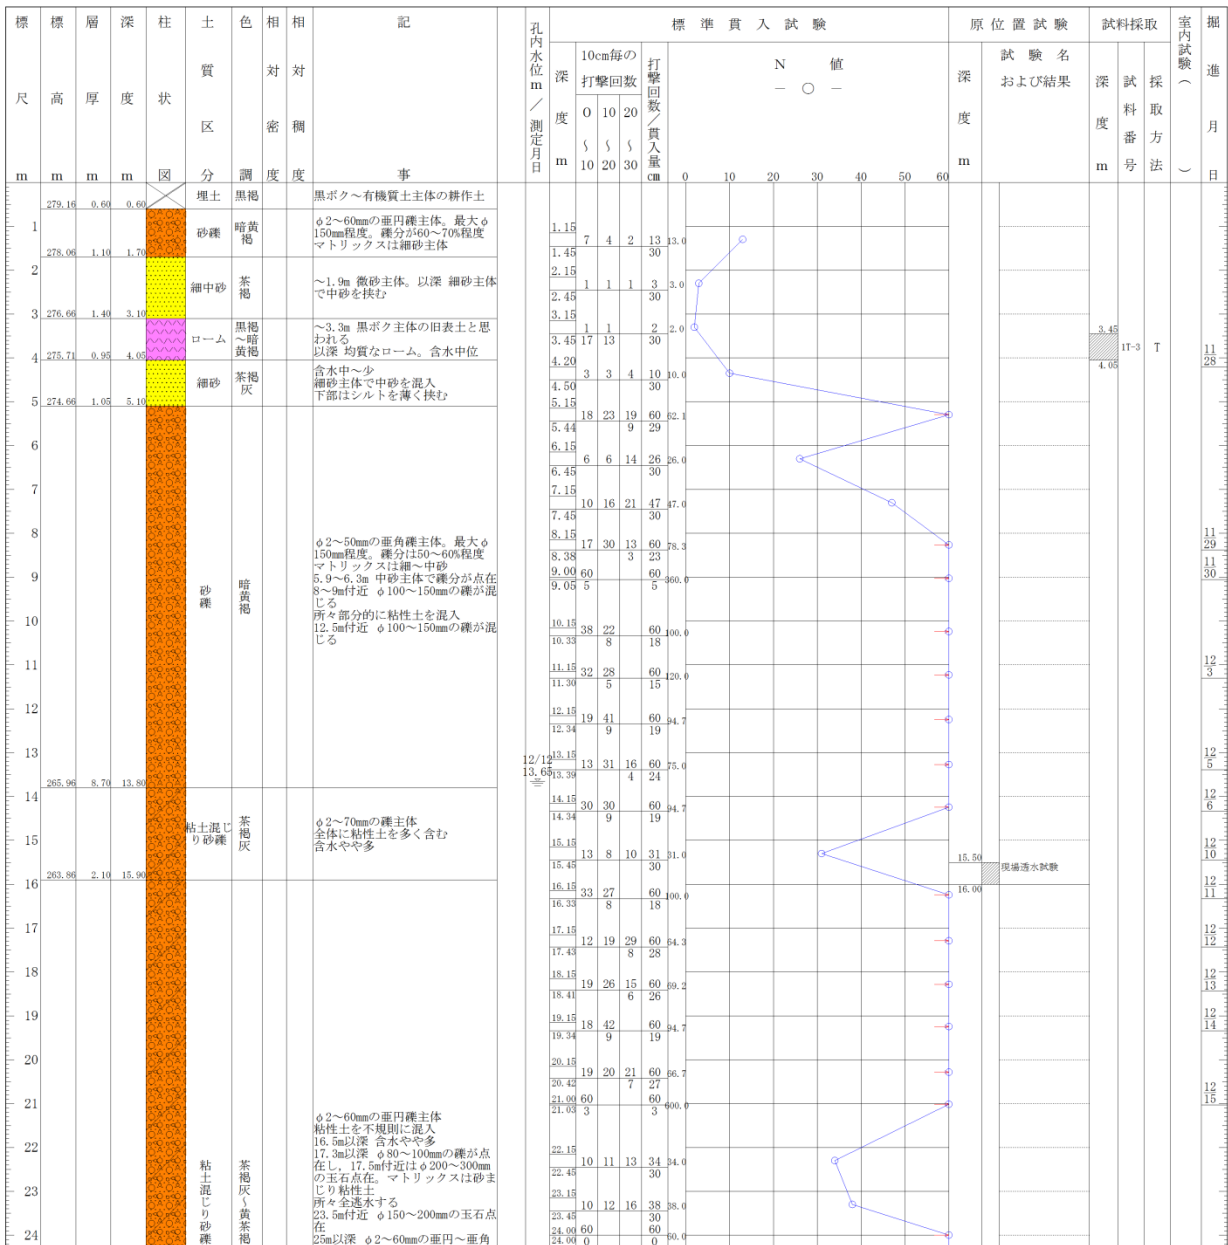 標尺 m
標高 m
層厚 m
深度 m
柱状図
土質区分
色調
相対密度
相対稠度
記事
孔内水位m／測定月日
標準貫入試験
深度 m
10cm毎の打撃回数
0～10 10～20 20～30
打撃回数／貫入量 cm
N 値
－○－
0 10 20 30 40 50 60
原位置試験
深度 m
試験名および結果
試料採取
深度 m
試料番号
採取方法
室内試験（ ）
掘進月日
279.16 0.60 0.60 埋土 黒褐
黒ボク～有機質土主体の耕作土
278.06 1.10 1.70 砂礫 暗黄褐
φ2～60mmの亜円礫主体。最大φ
150mm程度。礫分が60～70%程度
マトリックスは細砂主体
276.66 1.40 3.10 細中砂 茶褐
～1.9m 微砂主体。以深 細砂主体
で中砂を挟む
275.71 0.95 4.05 ローム 黒褐～暗黄褐
～3.3m 黒ボク主体の旧表土と思
われる
以深 均質なローム。含水中位
274.66 1.05 5.10 細砂 茶褐灰
含水中～少
細砂主体で中砂を混入
下部はシルトを薄く挟む
265.96 8.70 13.80 砂礫 暗黄褐
φ2～50mmの亜角礫主体。最大φ
150mm程度。礫分は50～60%程度
マトリックスは細～中砂
5.9～6.3m 中砂主体で礫分が点在
8～9m付近 φ100～150mmの礫が混
じる
所々部分的に粘性土を混入
12.5m付近 φ100～150mmの礫が混
じる
263.86 2.10 15.90 粘土混じり砂礫 茶褐灰
φ2～70mmの礫主体
全体に粘性土を多く含む
含水やや多
粘土混じり砂礫 茶褐灰～黄茶褐
φ2～60mmの亜円礫主体
粘性土を不規則に混入
16.5m以深 含水やや多
17.3m以深 φ80～100mmの礫が点
在し，17.5m付近はφ200～300mm
の玉石点在。マトリックスは砂ま
じり粘性土
所々全逃水する
23.5m付近 φ150～200mmの玉石点
在
25m以深 φ2～60mmの亜円～亜角
1
2
3
4
5
6
7
8
9
10
11
12
13
14
15
16
17
18
19
20
21
22
23
24
12/12
13.65
1.15 7 4 2 13 13.0
1.45 30
2.15 1 1 1 3 3.0
2.45 30
3.15 1 1 2 2.0
3.45 17 13 30
4.20 3 3 4 10 10.0
4.50 30
5.15 18 23 19 60 62.1
5.44 9 29
6.15 6 6 14 26 26.0
6.45 30
7.15 10 16 21 47 47.0
7.45 30
8.15 17 30 13 60 78.3
8.38 3 23
9.00 60 60 360.0
9.05 5 5
10.15 38 22 60 100.0
10.33 8 18
11.15 32 28 60 120.0
11.30 5 15
12.15 19 41 60 94.7
12.34 9 19
13.15 13 31 16 60 75.0
13.39 4 24
14.15 30 30 60 94.7
14.34 9 19
15.15 13 8 10 31 31.0
15.45 30
16.15 33 27 60 100.0
16.33 8 18
17.15 12 19 29 60 64.3
17.43 8 28
18.15 19 26 15 60 69.2
18.41 6 26
19.15 18 42 60 94.7
19.34 9 19
20.15 19 20 21 60 66.7
20.42 7 27
21.00 60 60 600.0
21.03 3 3
22.15 10 11 13 34 34.0
22.45 30
23.15 10 12 16 38 38.0
23.45 30
24.00 60 60 60.0
24.00 0 0
15.50
現場透水試験
16.00
3.45
1T-3 T
4.05
11/28
11/29
11/30
12/3
12/5
12/6
12/10
12/11
12/12
12/13
12/14
12/15